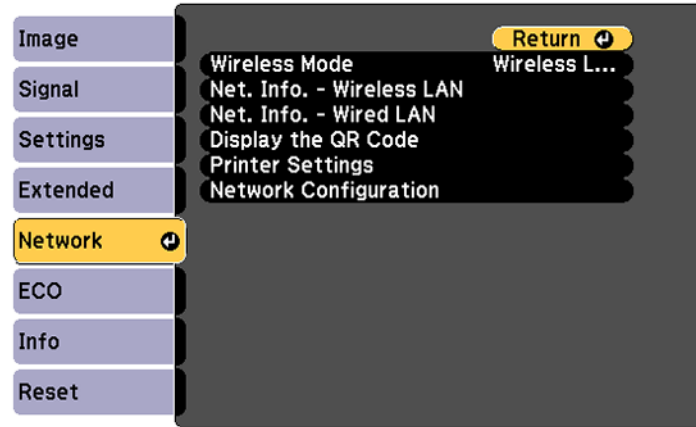 Image
Signal
Settings
Extended
Network
ECO
Info
Reset
Return
Wireless Mode Wireless L...
Net. Info. - Wireless LAN
Net. Info. - Wired LAN
Display the QR Code
Printer Settings
Network Configuration